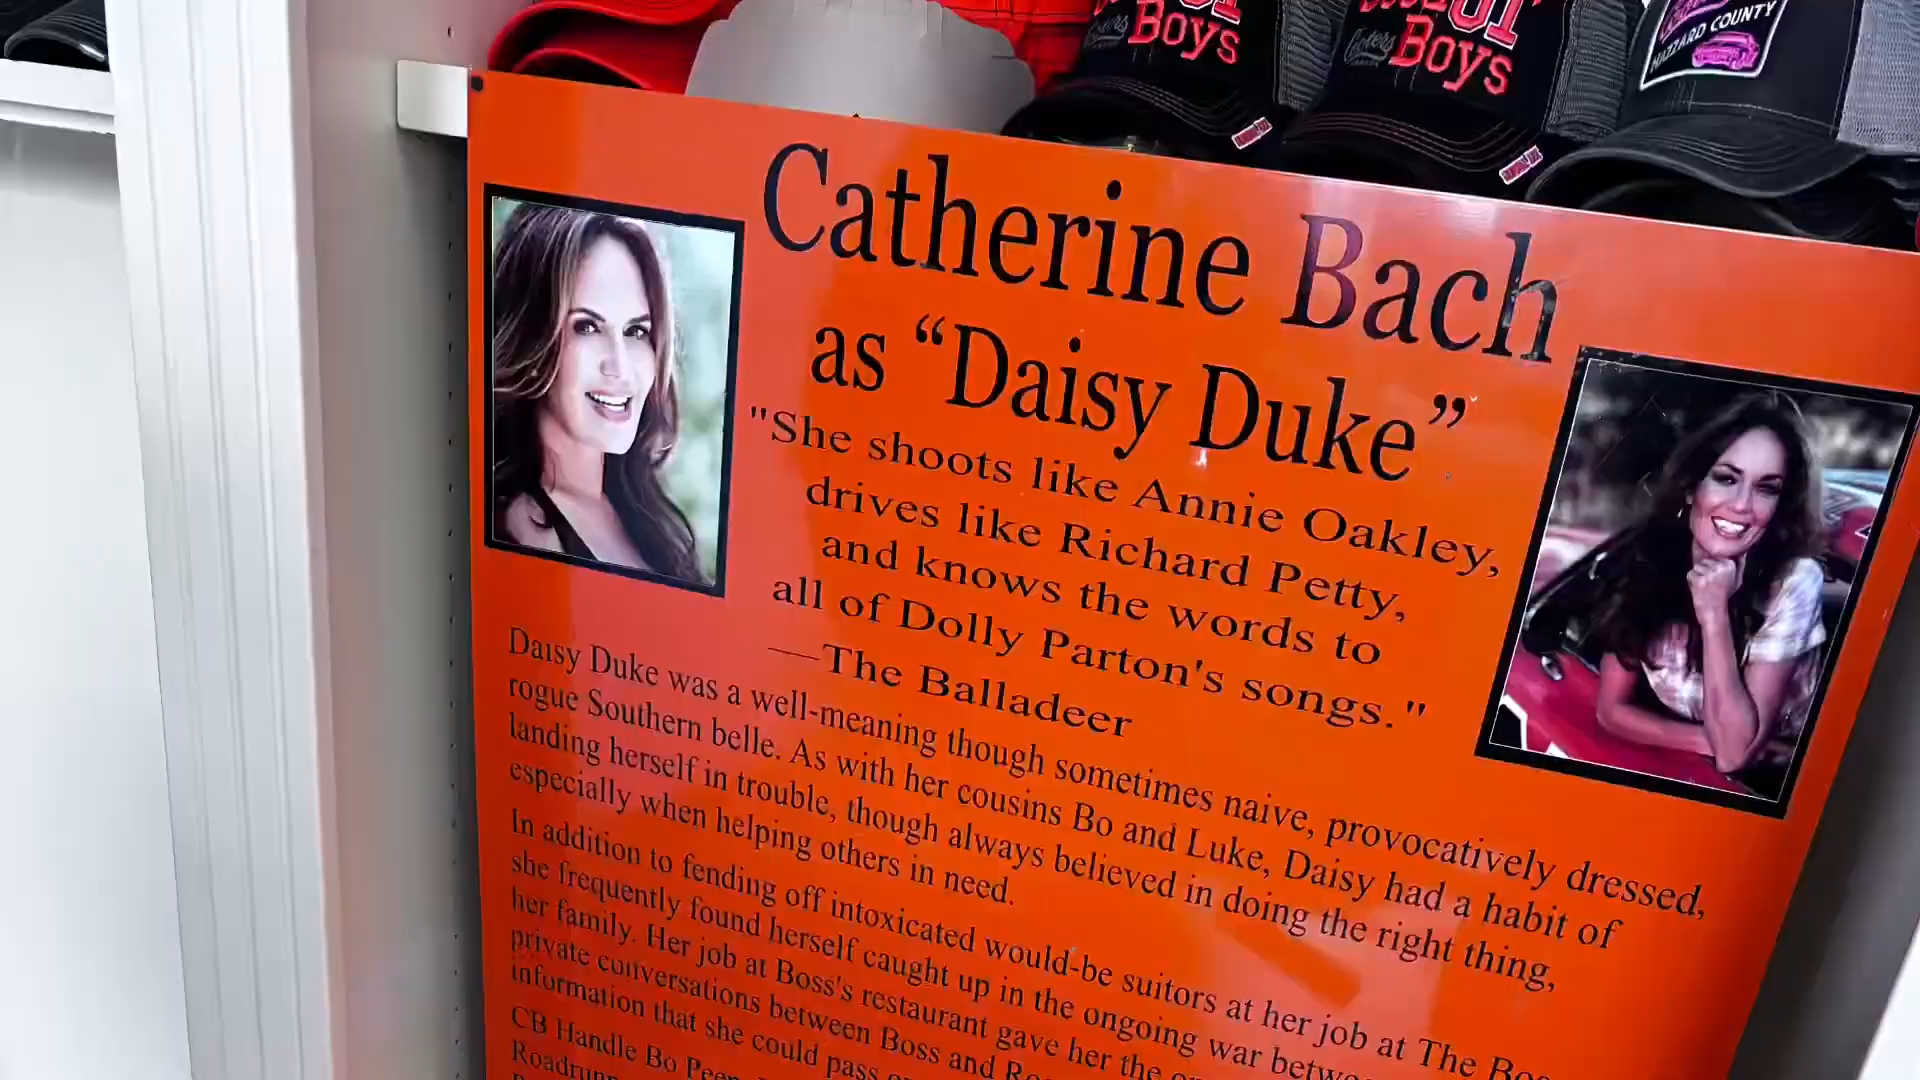 Boys
Boys
HAZZARD COUNTY
Catherine Bach
as “Daisy Duke”
"She shoots like Annie Oakley,
drives like Richard Petty,
and knows the words to
all of Dolly Parton's songs."
—The Balladeer
Daisy Duke was a well-meaning though sometimes naive, provocatively dressed,
rogue Southern belle. As with her cousins Bo and Luke, Daisy had a habit of
landing herself in trouble, though always believed in doing the right thing,
especially when helping others in need.
In addition to fending off intoxicated would-be suitors at her job at The
she frequently found herself caught up in the ongoing war
her family. Her job at Boss's restaurant gave her the
private conversations between Boss and
information that she could pass
CB Handle Bo Peep